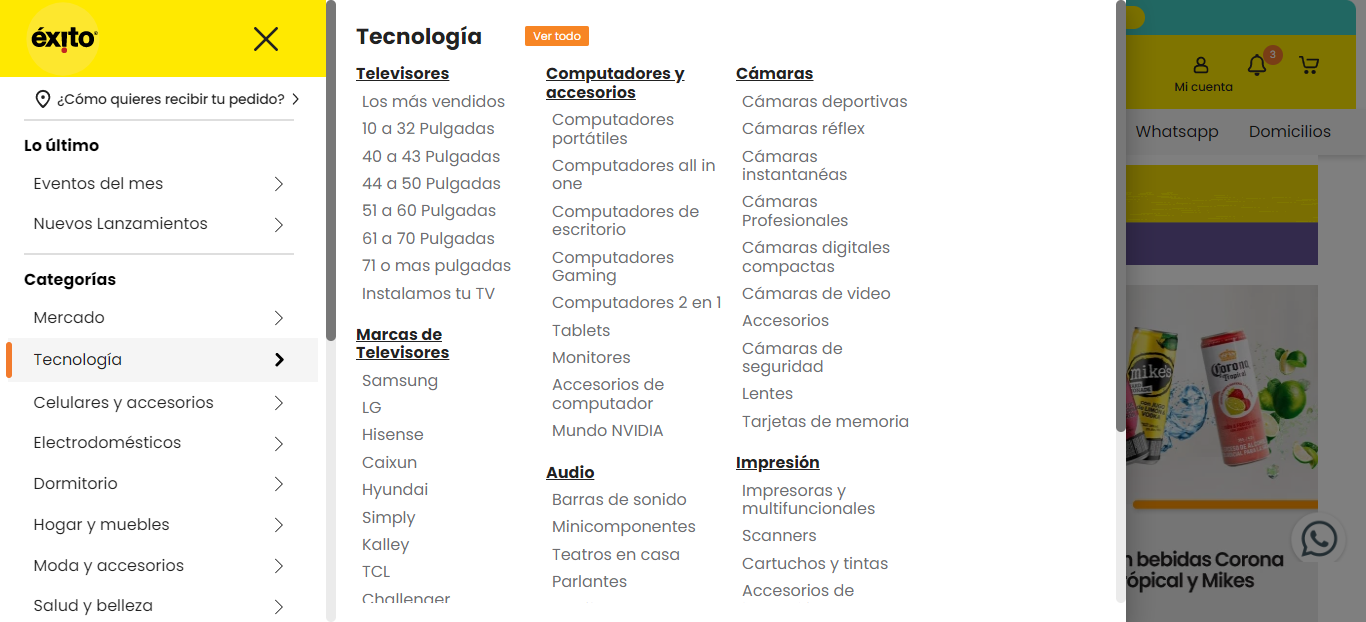 éxito
¿Cómo quieres recibir tu pedido?
Lo último
Eventos del mes
Nuevos Lanzamientos
Categorías
Mercado
Tecnología
Celulares y accesorios
Electrodomésticos
Dormitorio
Hogar y muebles
Moda y accesorios
Salud y belleza
Tecnología
Ver todo
Televisores
Los más vendidos
10 a 32 Pulgadas
40 a 43 Pulgadas
44 a 50 Pulgadas
51 a 60 Pulgadas
61 a 70 Pulgadas
71 o mas pulgadas
Instalamos tu TV
Marcas de
Televisores
Samsung
LG
Hisense
Caixun
Hyundai
Simply
Kalley
TCL
Challenger
Computadores y
accesorios
Computadores
portátiles
Computadores all in
one
Computadores de
escritorio
Computadores
Gaming
Computadores 2 en 1
Tablets
Monitores
Accesorios de
computador
Mundo NVIDIA
Audio
Barras de sonido
Minicomponentes
Teatros en casa
Parlantes
Cámaras
Cámaras deportivas
Cámaras réflex
Cámaras
instantanéas
Cámaras
Profesionales
Cámaras digitales
compactas
Cámaras de video
Accesorios
Cámaras de
seguridad
Lentes
Tarjetas de memoria
Impresión
Impresoras y
multifuncionales
Scanners
Cartuchos y tintas
Accesorios de
3
Mi cuenta
Whatsapp
Domicilios
mike's
Corona
Tropical
n bebidas Corona
rópical y Mikes